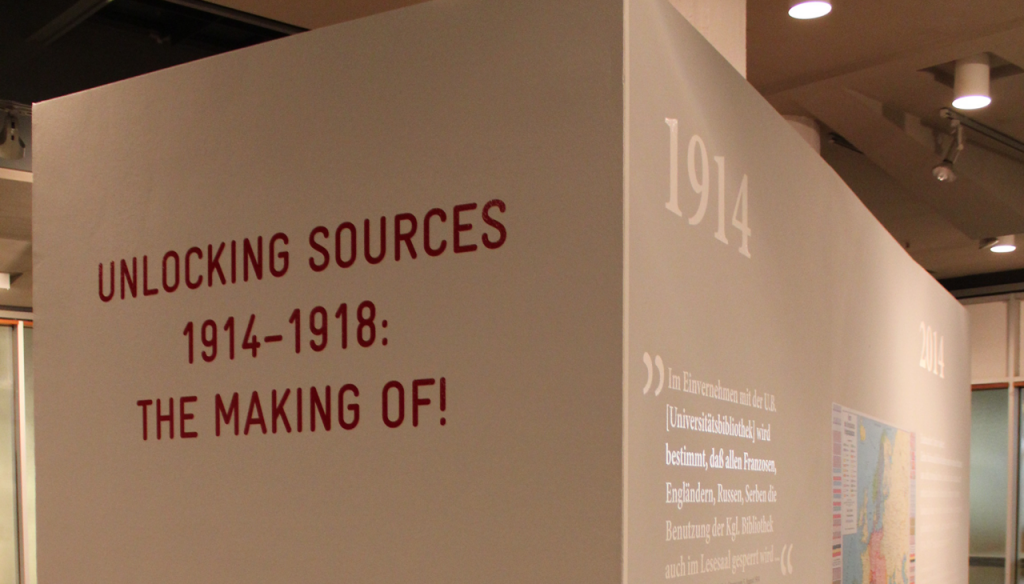 UNLOCKING SOURCES
1914–1918:
THE MAKING OF!
1914
”Im Einvernehmen mit der U.B.
[Universitätsbibliothek] wird
bestimmt, daß allen Franzosen,
Engländern, Russen, Serben die
Benutzung der Kgl. Bibliothek
auch im Lesesaal gesperrt wird ...“
2014